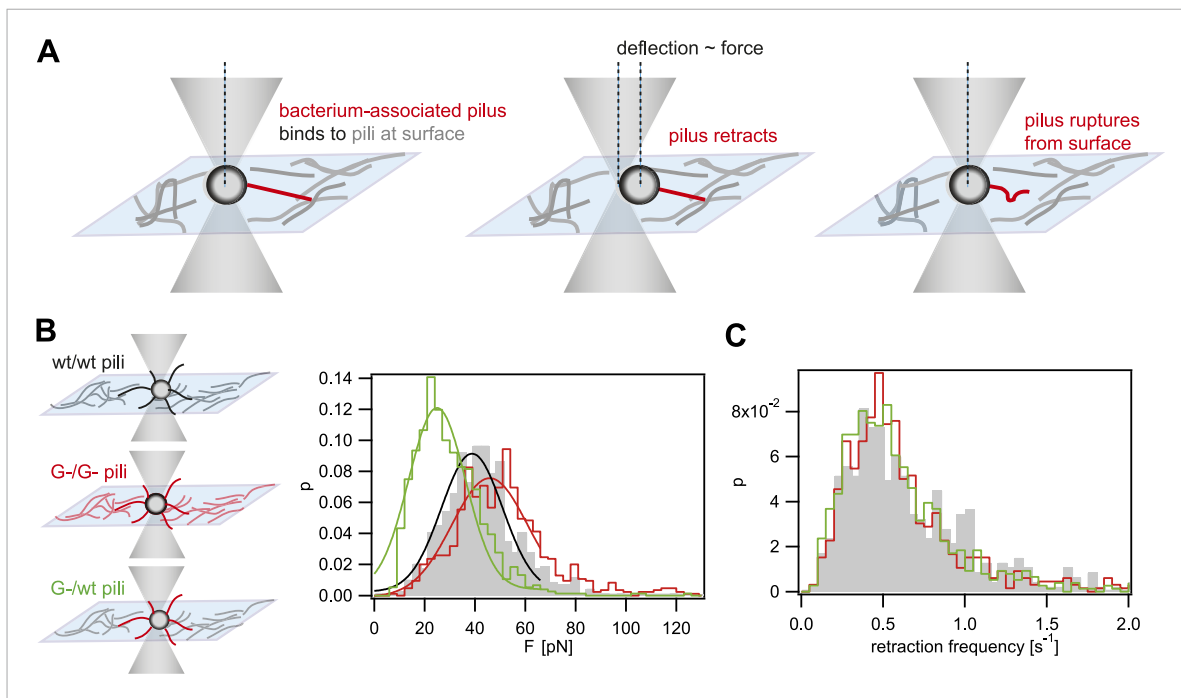 A
deflection ~ force
bacterium-associated pilus
binds to pili at surface
pilus retracts
pilus ruptures
from surface
B
wt/wt pili
G-/G- pili
G-/wt pili
0.14
0.12
0.10
0.08
0.06
0.04
0.02
0.00
p
0 20 40 60 80 100 120
F [pN]
C
8x10⁻²
6
4
2
0
p
0.0 0.5 1.0 1.5 2.0
retraction frequency [s⁻¹]